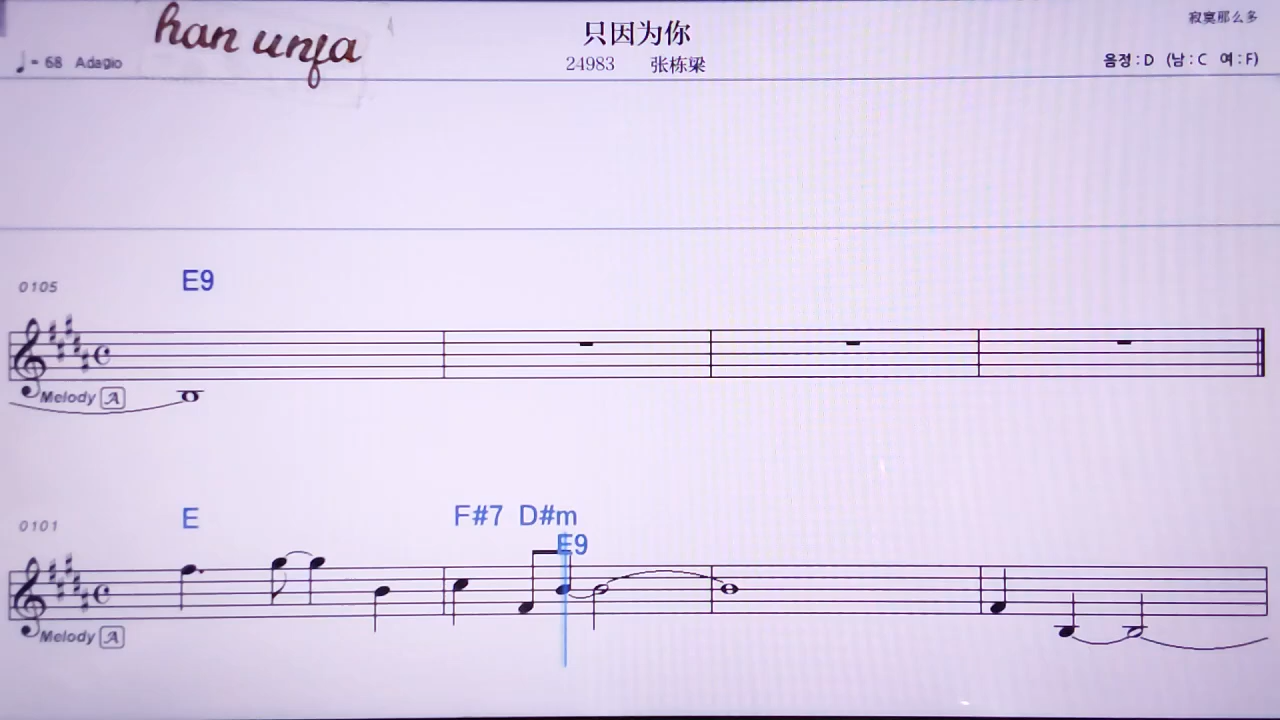 han unfa
只因为你
寂寞那么多
♩= 68 Adagio
24983 张栋梁
음정 : D (남 : C 여 : F)
0105
E9
Melody A
0101
E
F#7 D#m
E9
Melody A